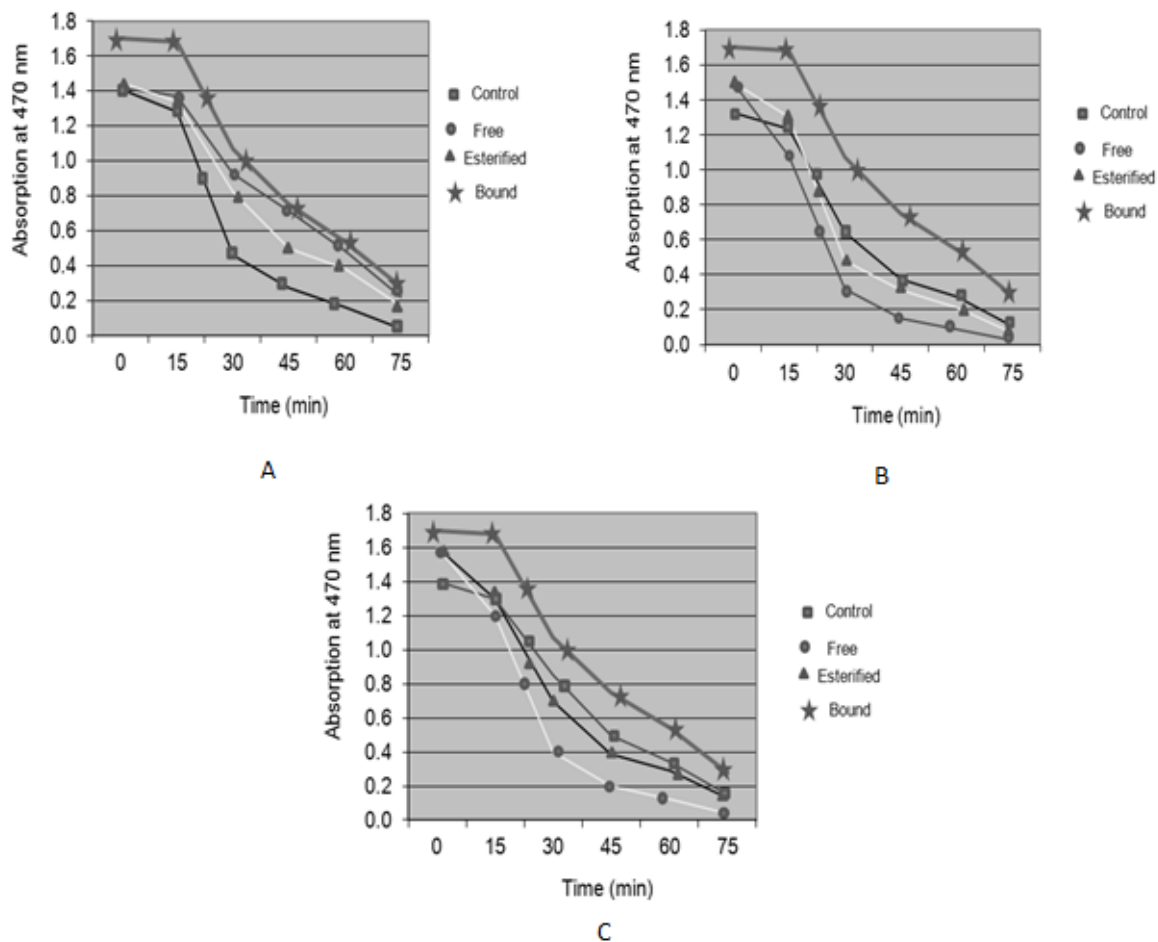 Absorption at 470 nm
1.8
1.6
1.4
1.2
1.0
0.8
0.6
0.4
0.2
0.0
0 15 30 45 60 75
Time (min)
Control
Free
Esterified
Bound
A
Absorption at 470 nm
1.8
1.6
1.4
1.2
1.0
0.8
0.6
0.4
0.2
0.0
0 15 30 45 60 75
Time (min)
Control
Free
Esterified
Bound
B
Absorption at 470 nm
1.8
1.6
1.4
1.2
1.0
0.8
0.6
0.4
0.2
0.0
0 15 30 45 60 75
Time (min)
Control
Free
Esterified
Bound
C